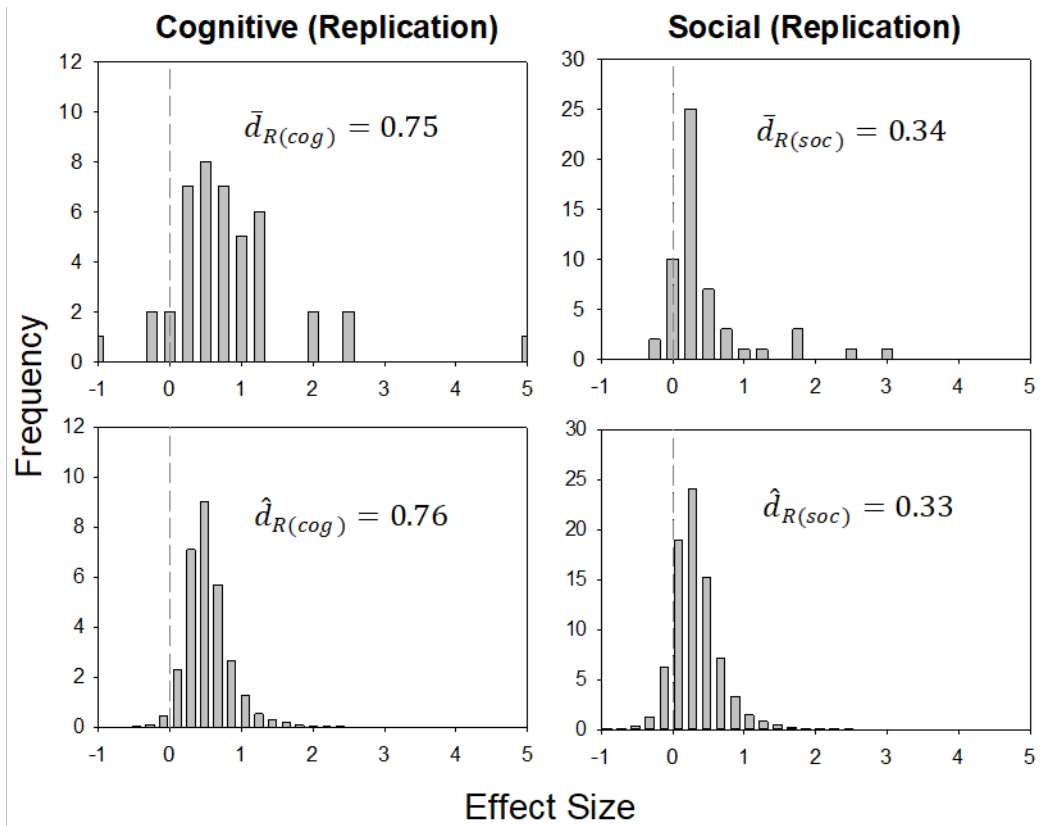 Cognitive (Replication)
Social (Replication)
12
10
8
6
4
2
0
-1 0 1 2 3 4 5
d̄R(cog) = 0.75
30
25
20
15
10
5
0
-1 0 1 2 3 4 5
d̄R(soc) = 0.34
Frequency
12
10
8
6
4
2
0
-1 0 1 2 3 4 5
d̂R(cog) = 0.76
30
25
20
15
10
5
0
-1 0 1 2 3 4 5
d̂R(soc) = 0.33
Effect Size